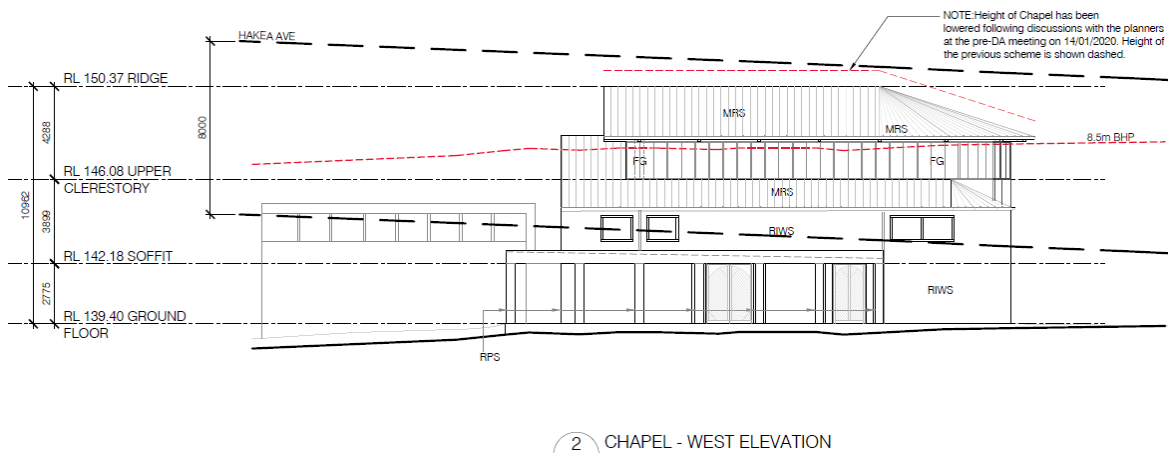 NOTE:Height of Chapel has been
lowered following discussions with the planners
at the pre-DA meeting on 14/01/2020. Height of
the previous scheme is shown dashed.
HAKEA AVE
RL 150.37 RIDGE
MRS
MRS
4288
8000
8.5m BHP
FG
FG
RL 146.08 UPPER
CLERESTORY
MRS
10962
3899
RIWS
RL 142.18 SOFFIT
2775
RIWS
RL 139.40 GROUND
FLOOR
RPS
2 CHAPEL - WEST ELEVATION